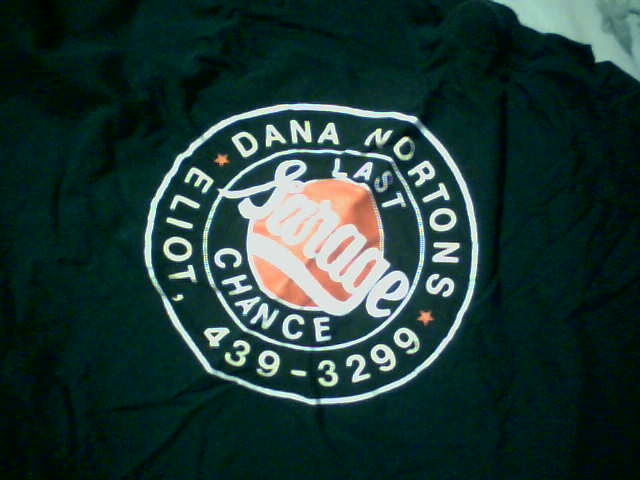 DANA NORTONS
LAST
Garage
CHANCE
ELIOT, 439-3299